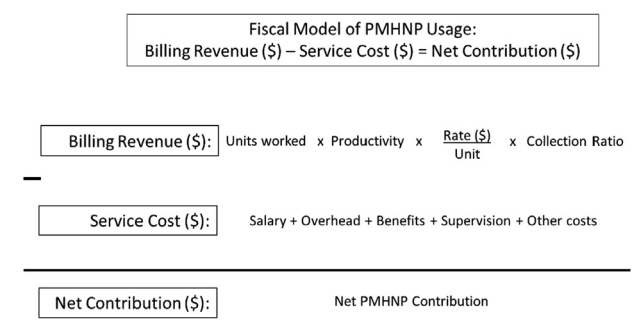 Fiscal Model of PMHNP Usage:
Billing Revenue ($) – Service Cost ($) = Net Contribution ($)
Billing Revenue ($): Units worked x Productivity x Rate ($) x Collection Ratio
Unit
–
Service Cost ($): Salary + Overhead + Benefits + Supervision + Other costs
Net Contribution ($): Net PMHNP Contribution